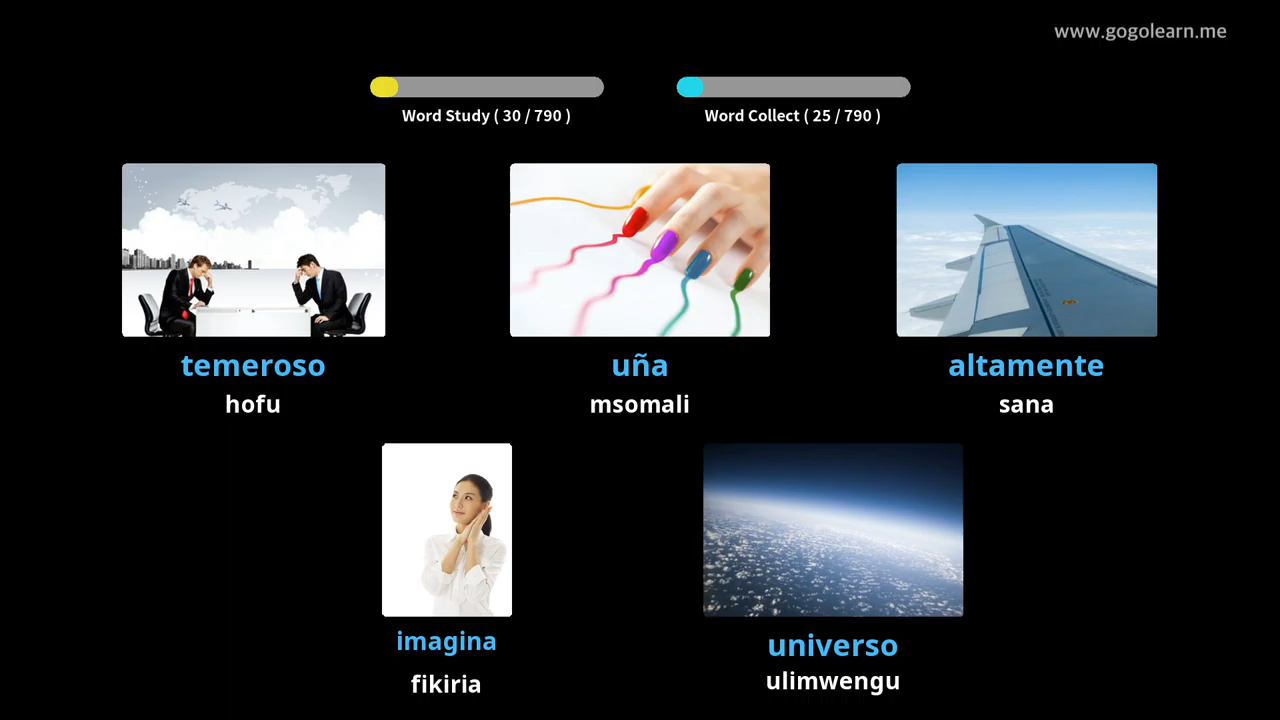 www.gogolearn.me
Word Study ( 30 / 790 )
Word Collect ( 25 / 790 )
temeroso
hofu
uña
msomali
altamente
sana
imagina
fikiria
universo
ulimwengu